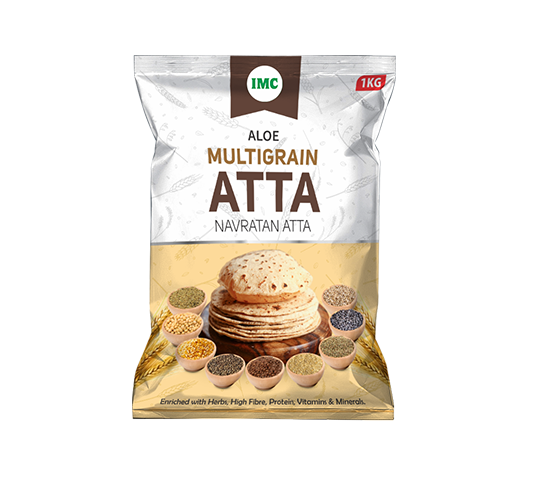 IMC
1KG
ALOE
MULTIGRAIN
ATTA
NAVRATAN ATTA
Enriched with Herbs, High Fibre, Protein, Vitamins & Minerals.